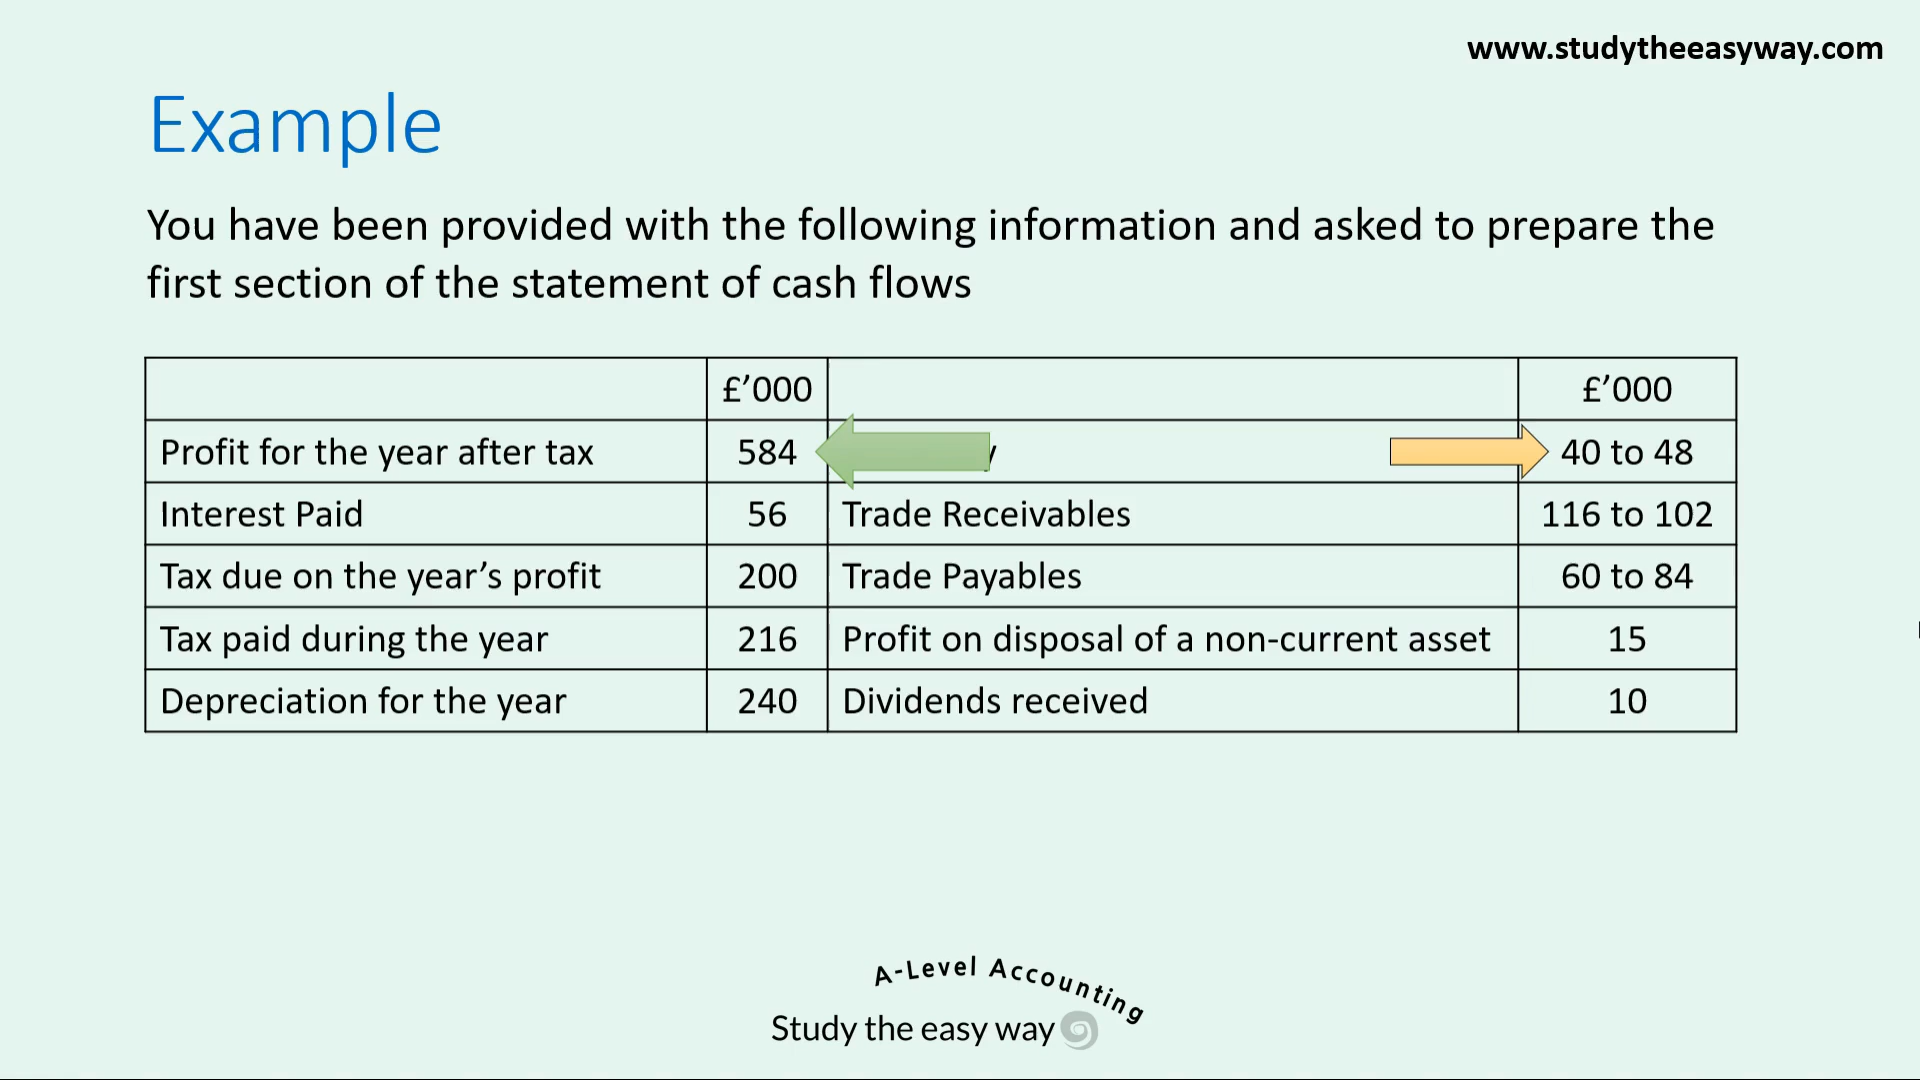 www.studytheeasyway.com
Example
You have been provided with the following information and asked to prepare the
first section of the statement of cash flows
£’000 £’000
Profit for the year after tax 584 40 to 48
Interest Paid 56 Trade Receivables 116 to 102
Tax due on the year’s profit 200 Trade Payables 60 to 84
Tax paid during the year 216 Profit on disposal of a non-current asset 15
Depreciation for the year 240 Dividends received 10
A-Level Accounting
Study the easy way